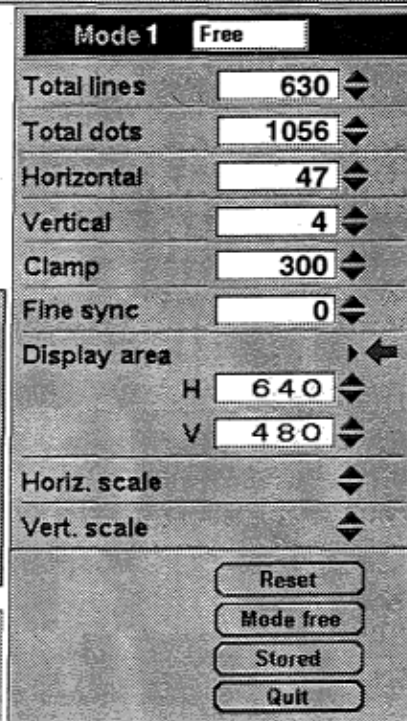 Mode 1 Free
Total lines 630
Total dots 1056
Horizontal 47
Vertical 4
Clamp 300
Fine sync 0
Display area
H 640
V 480
Horiz. scale
Vert. scale
Reset
Mode free
Stored
Quit